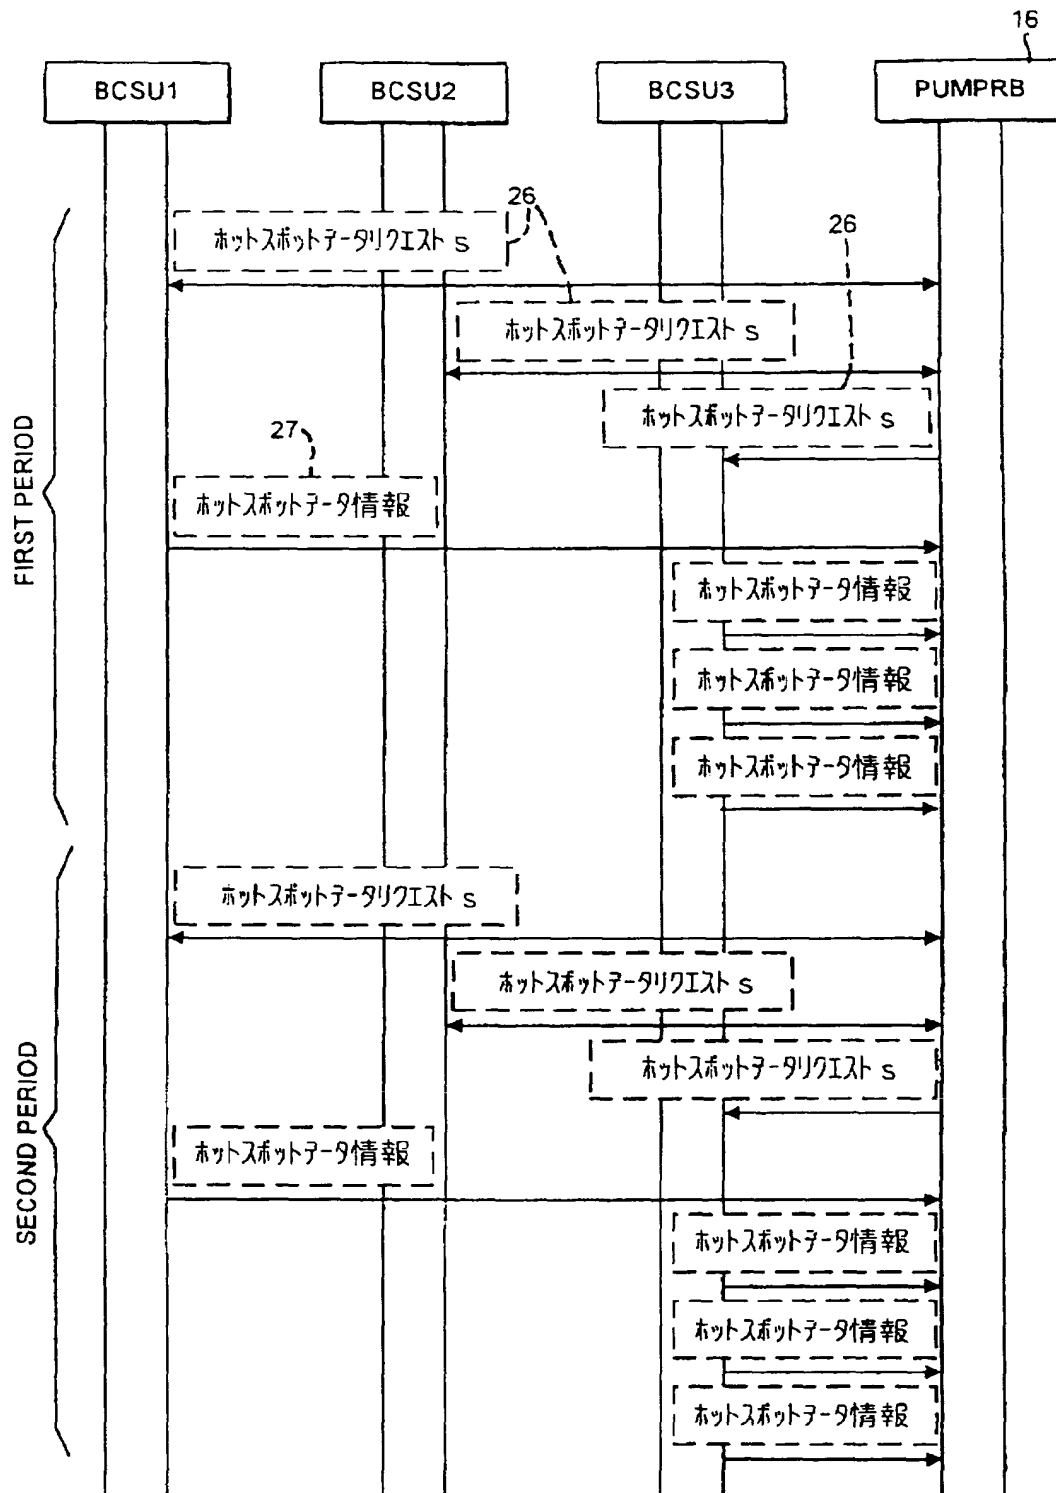 16
BCSU1
BCSU2
BCSU3
PUMPRB
26
26
ホットスポットデータリクエスト s
ホットスポットデータリクエスト s
ホットスポットデータリクエスト s
27
ホットスポットデータ情報
FIRST PERIOD
ホットスポットデータ情報
ホットスポットデータ情報
ホットスポットデータ情報
ホットスポットデータリクエスト s
ホットスポットデータリクエスト s
ホットスポットデータリクエスト s
SECOND PERIOD
ホットスポットデータ情報
ホットスポットデータ情報
ホットスポットデータ情報
ホットスポットデータ情報